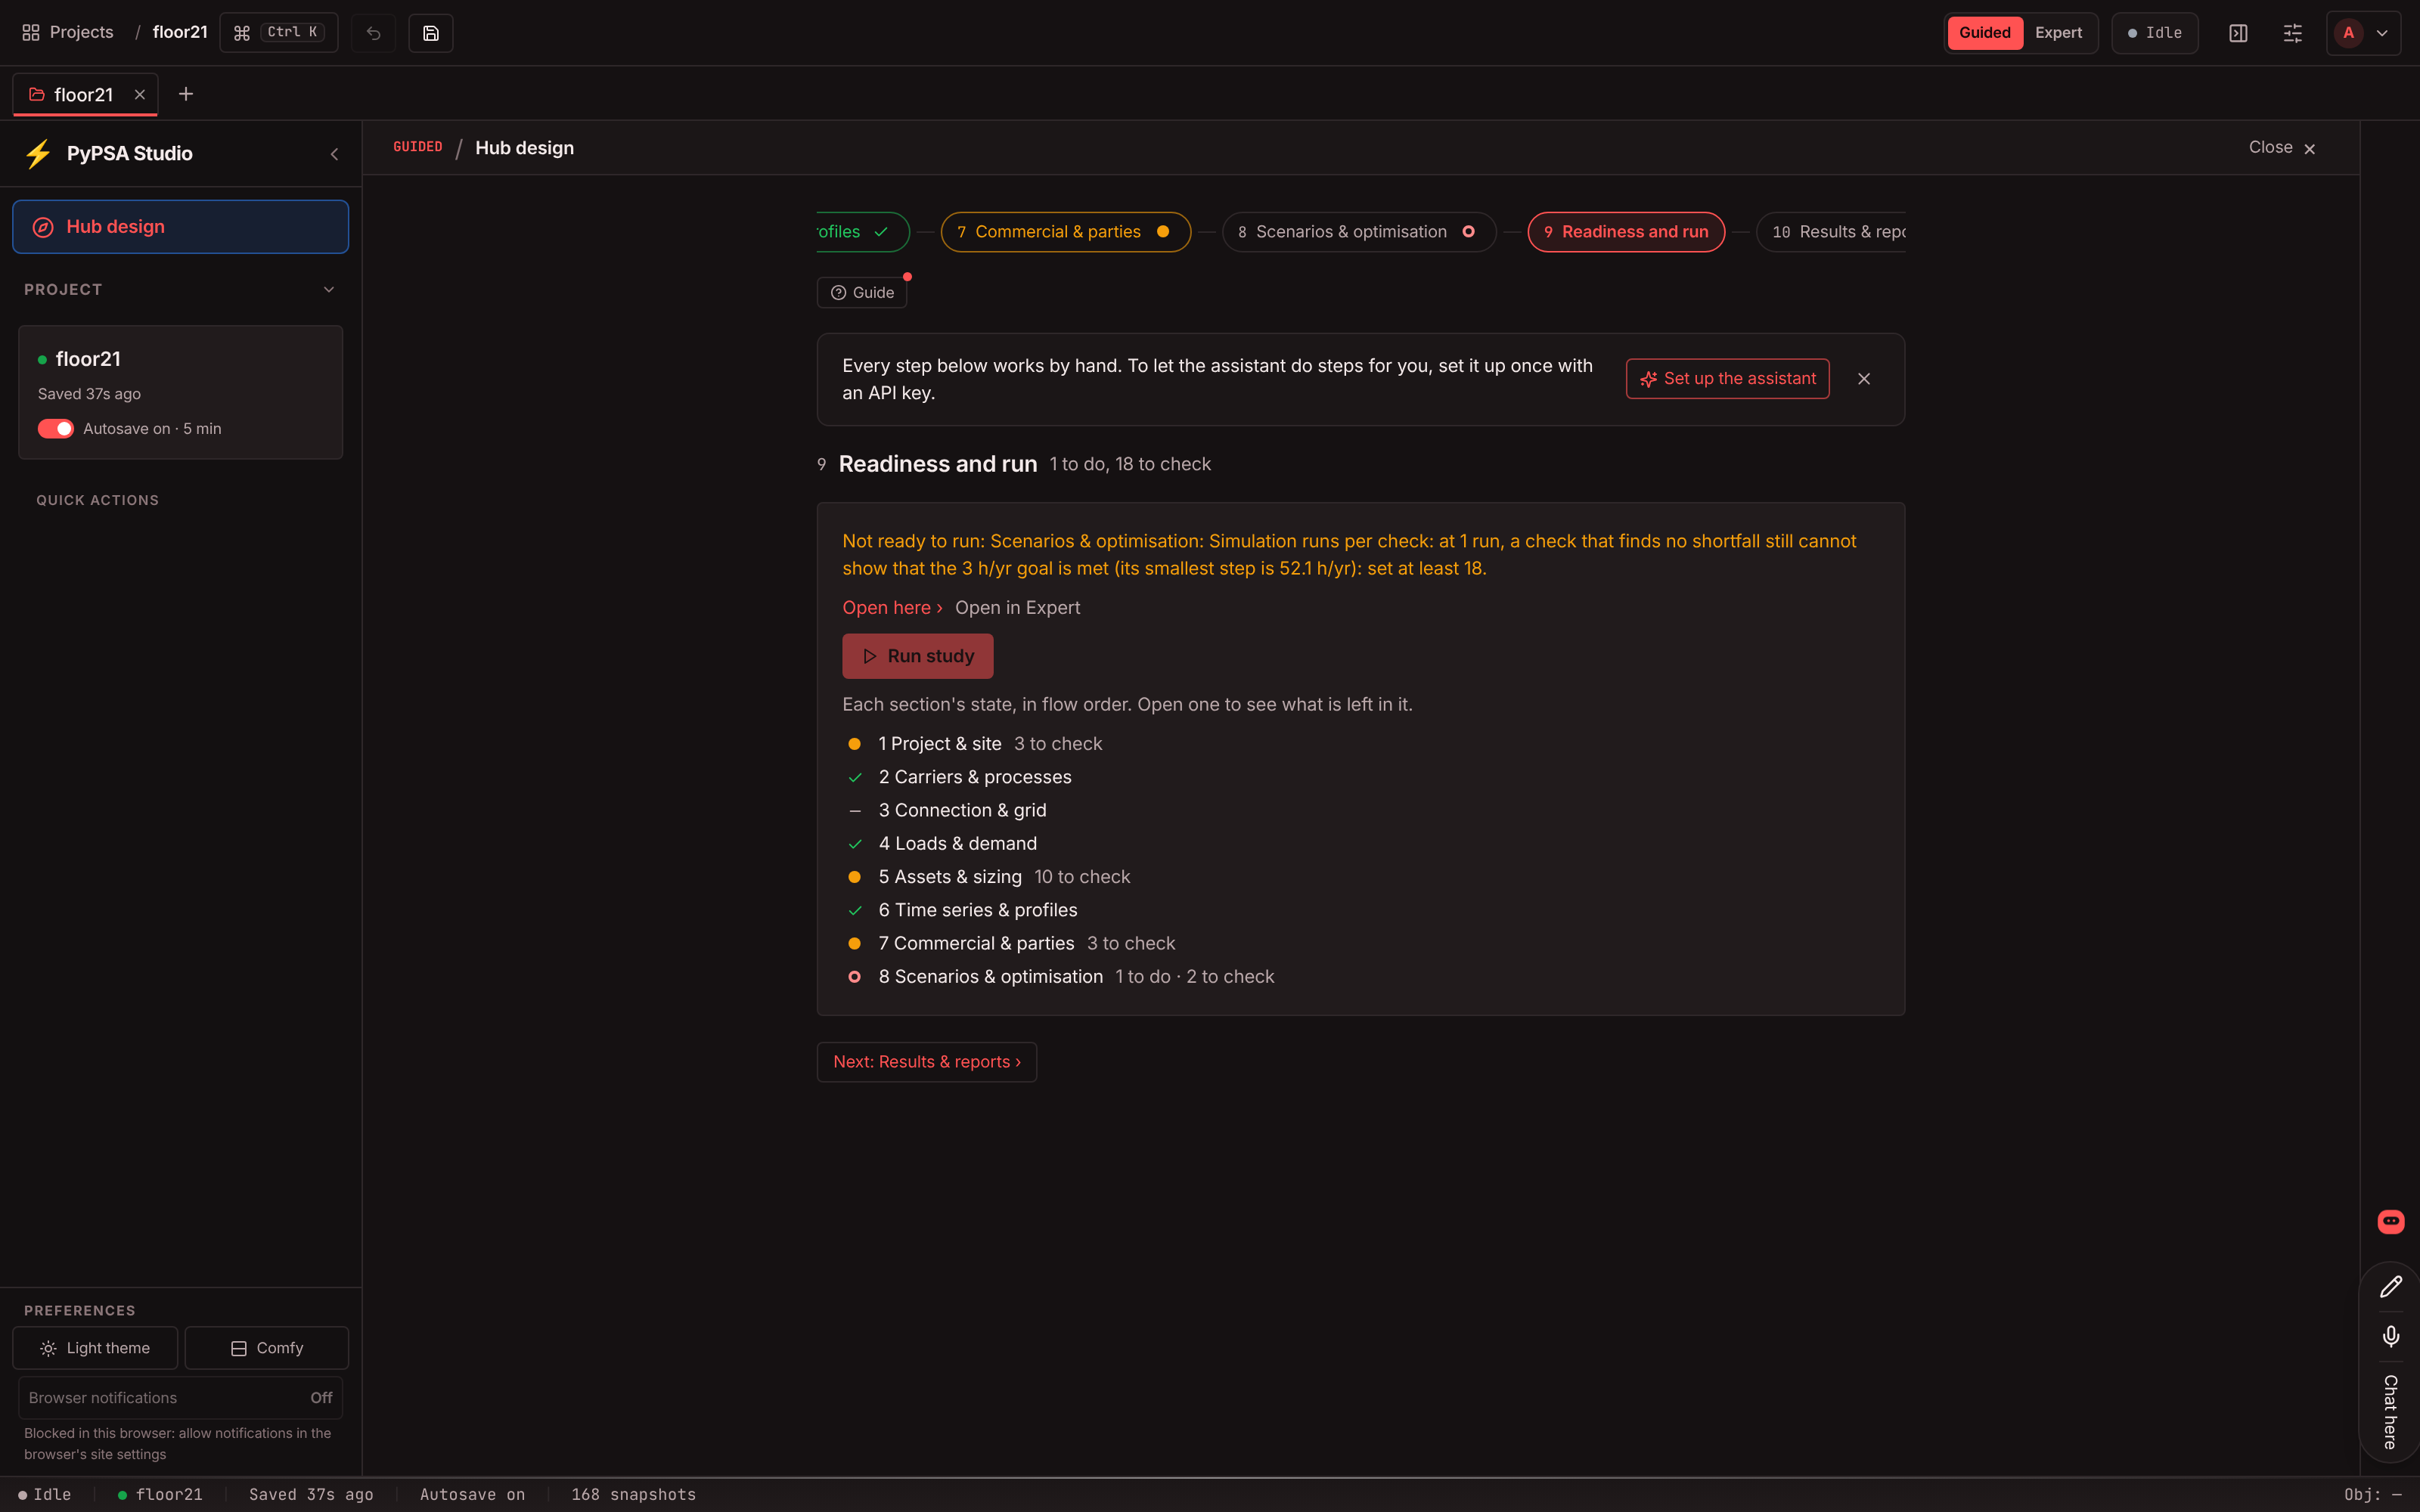 Projects / floor21 Ctrl K
Guided Expert Idle A
floor21
PyPSA Studio
GUIDED / Hub design
Close
Hub design
PROJECT
floor21
Saved 37s ago
Autosave on · 5 min
QUICK ACTIONS
ofiles
7 Commercial & parties
8 Scenarios & optimisation
9 Readiness and run
10 Results & repo
Guide
Every step below works by hand. To let the assistant do steps for you, set it up once with
an API key.
Set up the assistant
9 Readiness and run 1 to do, 18 to check
Not ready to run: Scenarios & optimisation: Simulation runs per check: at 1 run, a check that finds no shortfall still cannot
show that the 3 h/yr goal is met (its smallest step is 52.1 h/yr): set at least 18.
Open here › Open in Expert
Run study
Each section's state, in flow order. Open one to see what is left in it.
1 Project & site 3 to check
2 Carriers & processes
3 Connection & grid
4 Loads & demand
5 Assets & sizing 10 to check
6 Time series & profiles
7 Commercial & parties 3 to check
8 Scenarios & optimisation 1 to do · 2 to check
Next: Results & reports ›
PREFERENCES
Light theme
Comfy
Browser notifications Off
Blocked in this browser: allow notifications in the
browser's site settings
Chat here
Idle floor21 Saved 37s ago Autosave on 168 snapshots Obj: —